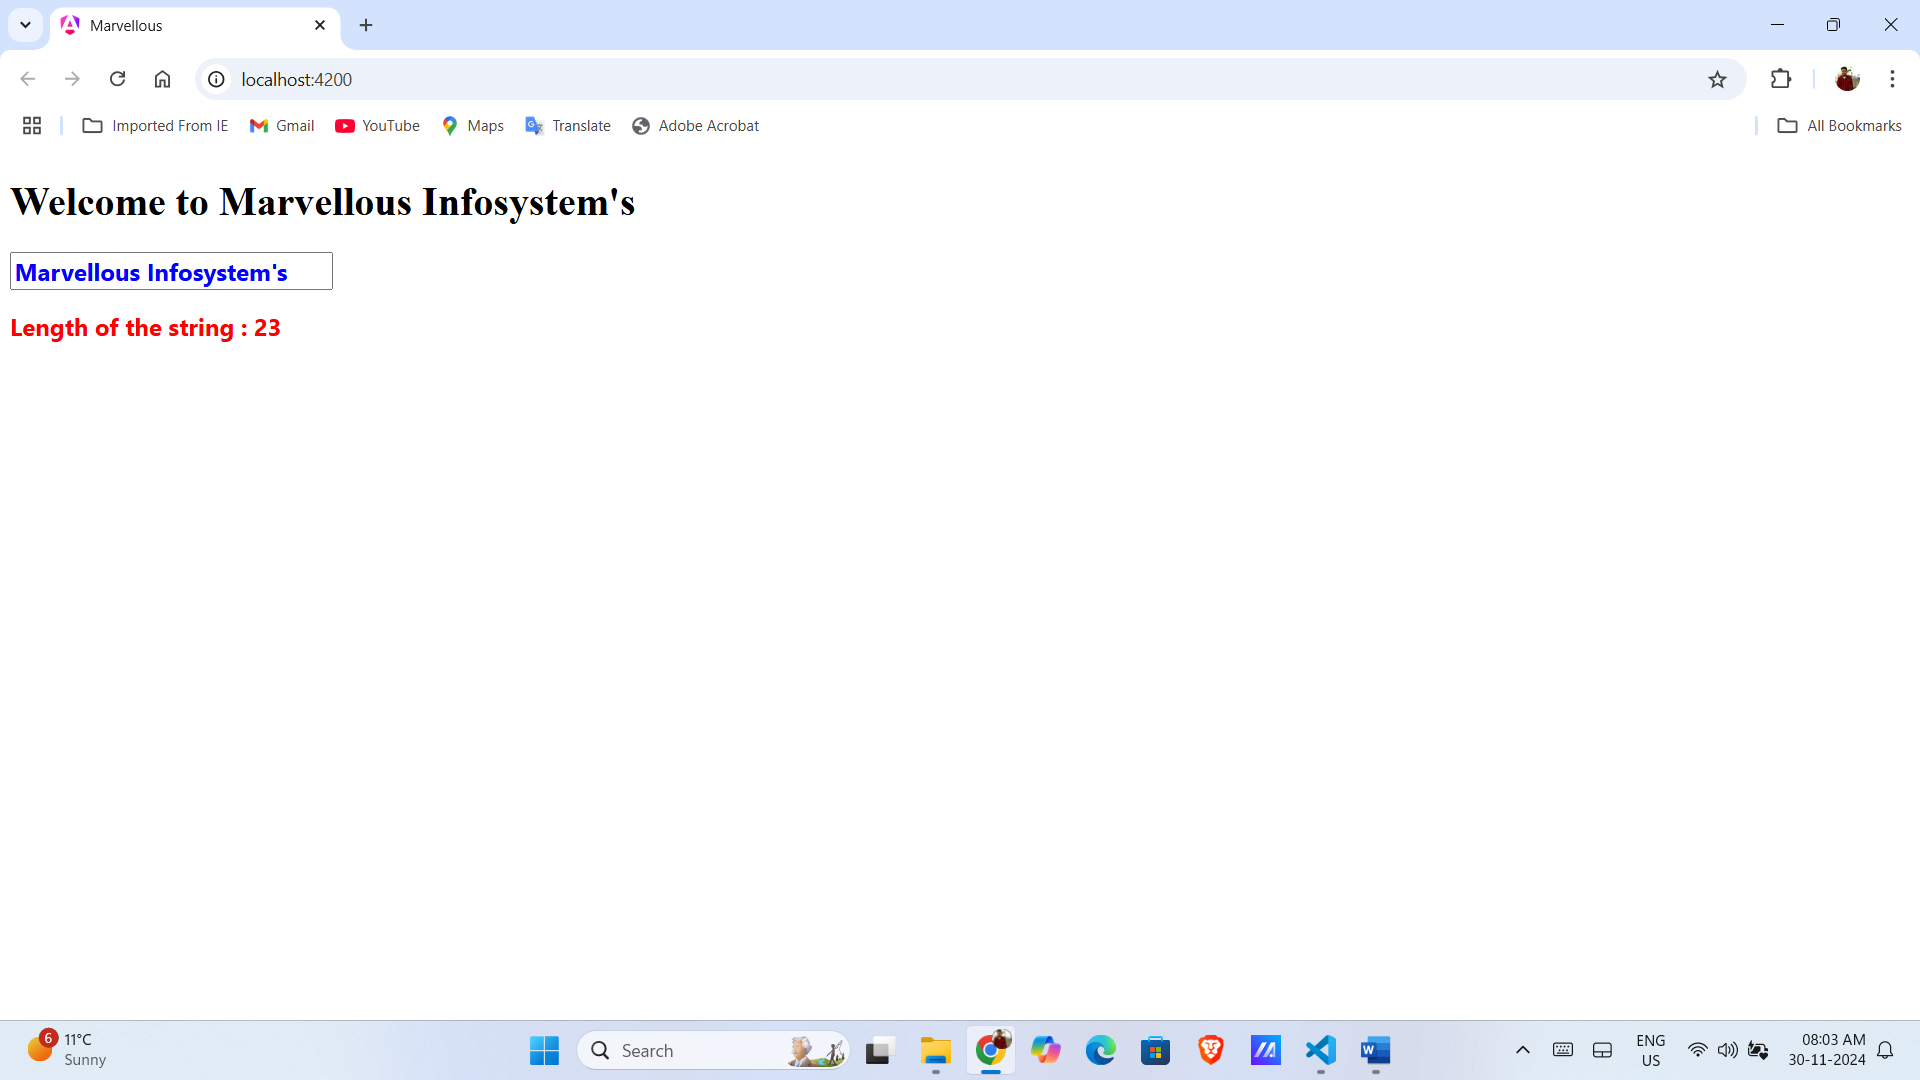 Marvellous
localhost:4200
Imported From IE Gmail YouTube Maps Translate Adobe Acrobat All Bookmarks
Welcome to Marvellous Infosystem's
Marvellous Infosystem's
Length of the string : 23
6 11°C
Sunny
Search
ENG
US
08:03 AM
30-11-2024